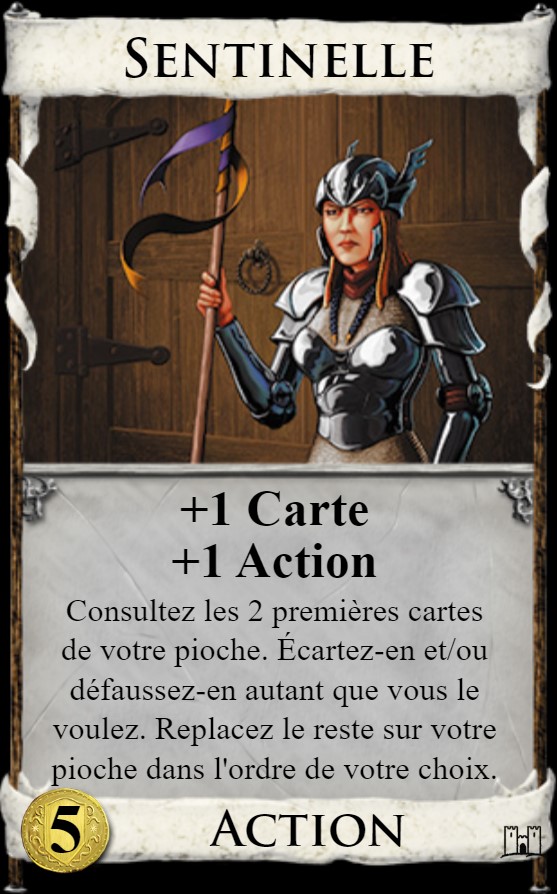 Sentinelle
+1 Carte
+1 Action
Consultez les 2 premières cartes
de votre pioche. Écartez-en et/ou
défaussez-en autant que vous le
voulez. Replacez le reste sur votre
pioche dans l'ordre de votre choix.
5
Action